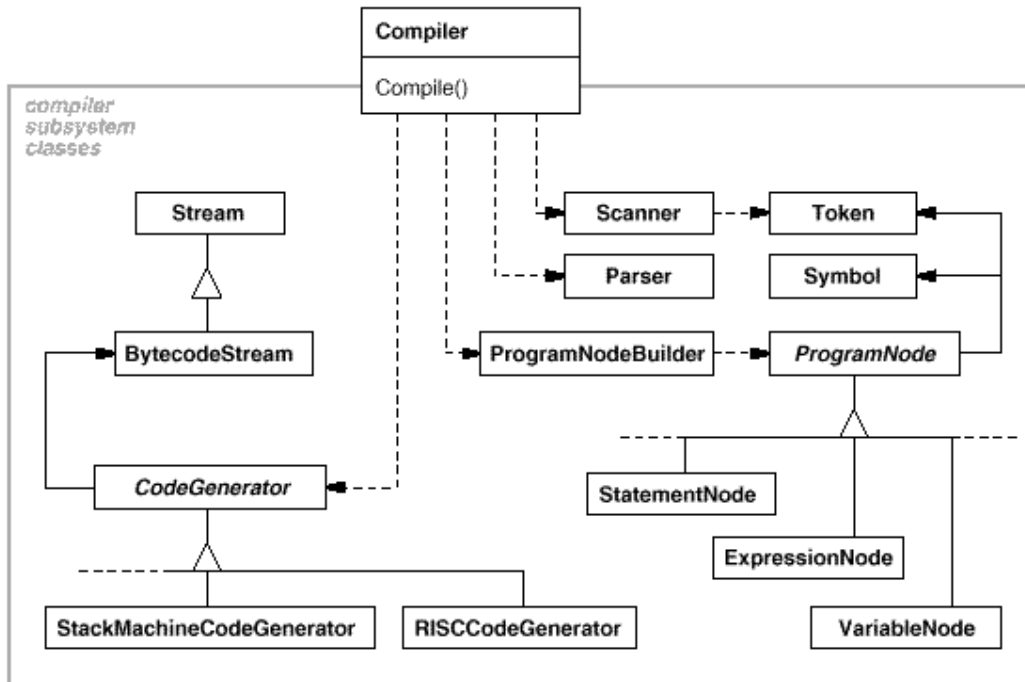 Compiler
Compile()
compiler
subsystem
classes
Stream
Scanner
Token
Parser
Symbol
BytecodeStream
ProgramNodeBuilder
ProgramNode
CodeGenerator
StatementNode
ExpressionNode
StackMachineCodeGenerator
RISCCodeGenerator
VariableNode